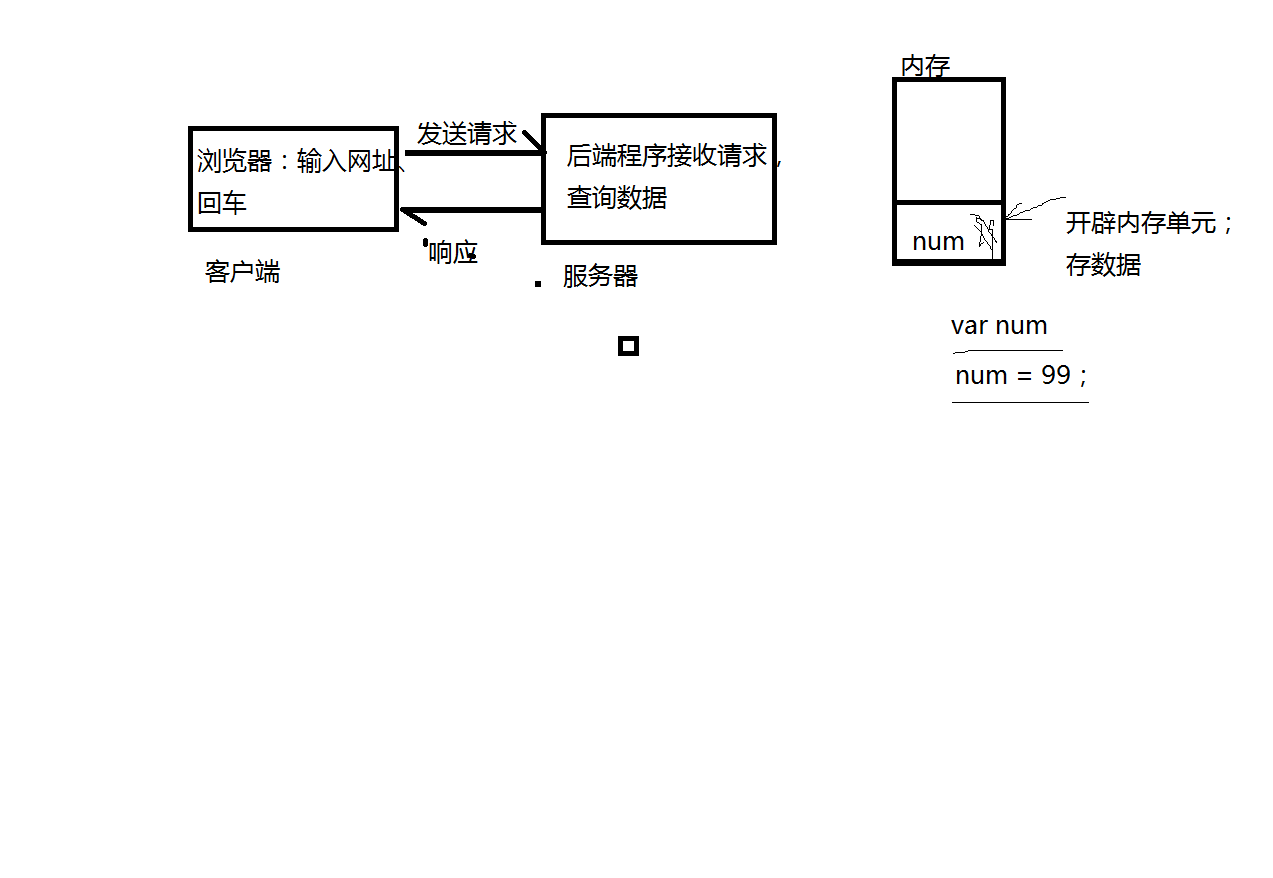 内存
发送请求
浏览器：输入网址、
回车
后端程序接收请求，
查询数据
响应
客户端
服务器
num
开辟内存单元；
存数据
var num
num = 99；